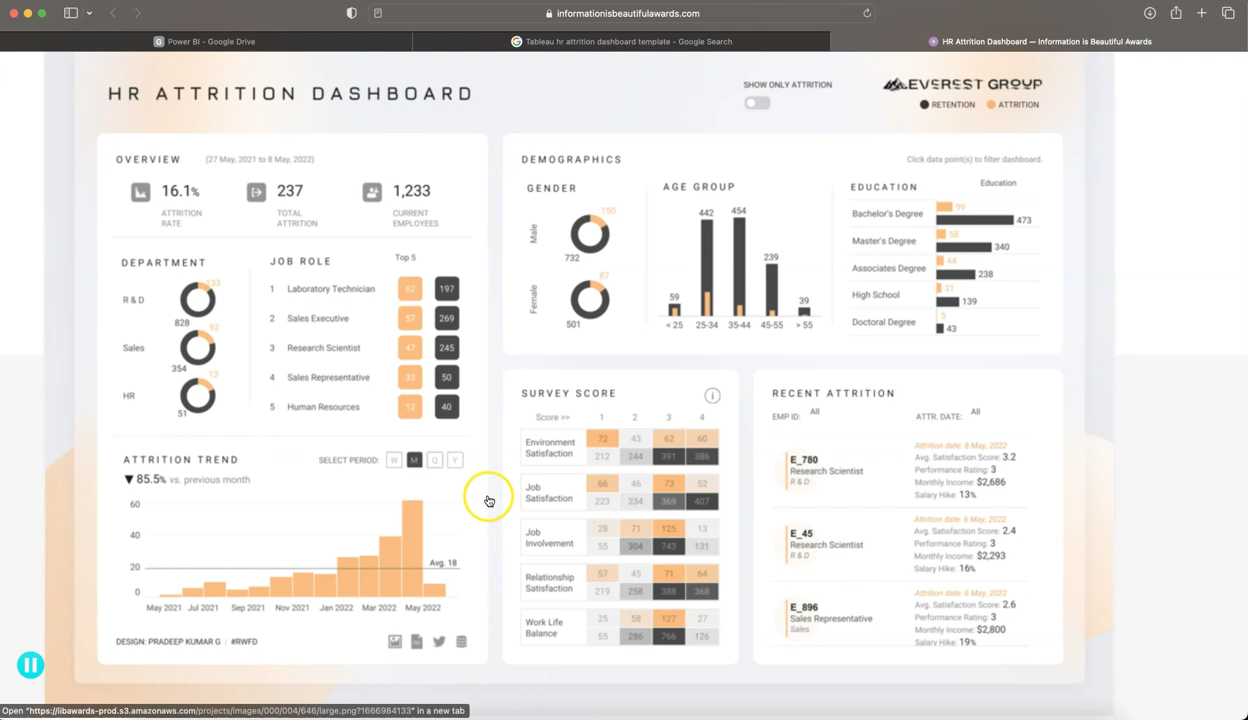 informationisbeautifulawards.com
Power BI - Google Drive
Tableau hr attrition dashboard template - Google Search
HR Attrition Dashboard — Information is Beautiful Awards
HR ATTRITION DASHBOARD
SHOW ONLY ATTRITION
EVEREST GROUP
RETENTION
ATTRITION
OVERVIEW
(27 May, 2021 to 8 May, 2022)
16.1%
ATTRITION
RATE
237
TOTAL
ATTRITION
1,233
CURRENT
EMPLOYEES
DEPARTMENT
R & D
133
828
Sales
92
354
HR
12
51
JOB ROLE
Top 5
1 Laboratory Technician 62 197
2 Sales Executive 57 269
3 Research Scientist 47 245
4 Sales Representative 33 50
5 Human Resources 12 40
ATTRITION TREND
SELECT PERIOD: W M Q Y
▼ 85.5% vs. previous month
60
40
20
0
Avg. 18
May 2021 Jul 2021 Sep 2021 Nov 2021 Jan 2022 Mar 2022 May 2022
DESIGN: PRADEEP KUMAR G | #RWFD
DEMOGRAPHICS
Click data point(s) to filter dashboard.
GENDER
Male
150
732
Female
87
501
AGE GROUP
59 442 454 239 39
< 25 25-34 35-44 45-55 > 55
EDUCATION
Education
Bachelor's Degree 99
473
Master's Degree 58
340
Associates Degree 44
238
High School 31
139
Doctoral Degree 5
43
SURVEY SCORE
Score >> 1 2 3 4
Environment
Satisfaction
72 43 62 60
212 244 391 386
Job
Satisfaction
66 46 73 52
223 234 369 407
Job
Involvement
28 71 125 13
55 304 743 131
Relationship
Satisfaction
57 45 71 64
219 258 388 368
Work Life
Balance
25 58 127 27
55 286 766 126
RECENT ATTRITION
EMP ID: All
ATTR. DATE: All
E_780
Research Scientist
R & D
Attrition date: 8 May, 2022
Avg. Satisfaction Score: 3.2
Performance Rating: 3
Monthly Income: $2,686
Salary Hike: 13%
E_45
Research Scientist
R & D
Attrition date: 6 May, 2022
Avg. Satisfaction Score: 2.4
Performance Rating: 3
Monthly Income: $2,293
Salary Hike: 16%
E_896
Sales Representative
Sales
Attrition date: 6 May, 2022
Avg. Satisfaction Score: 2.6
Performance Rating: 3
Monthly Income: $2,800
Salary Hike: 19%
Open "https://iibawards-prod.s3.amazonaws.com/projects/images/000/004/646/large.png?1666984133" in a new tab